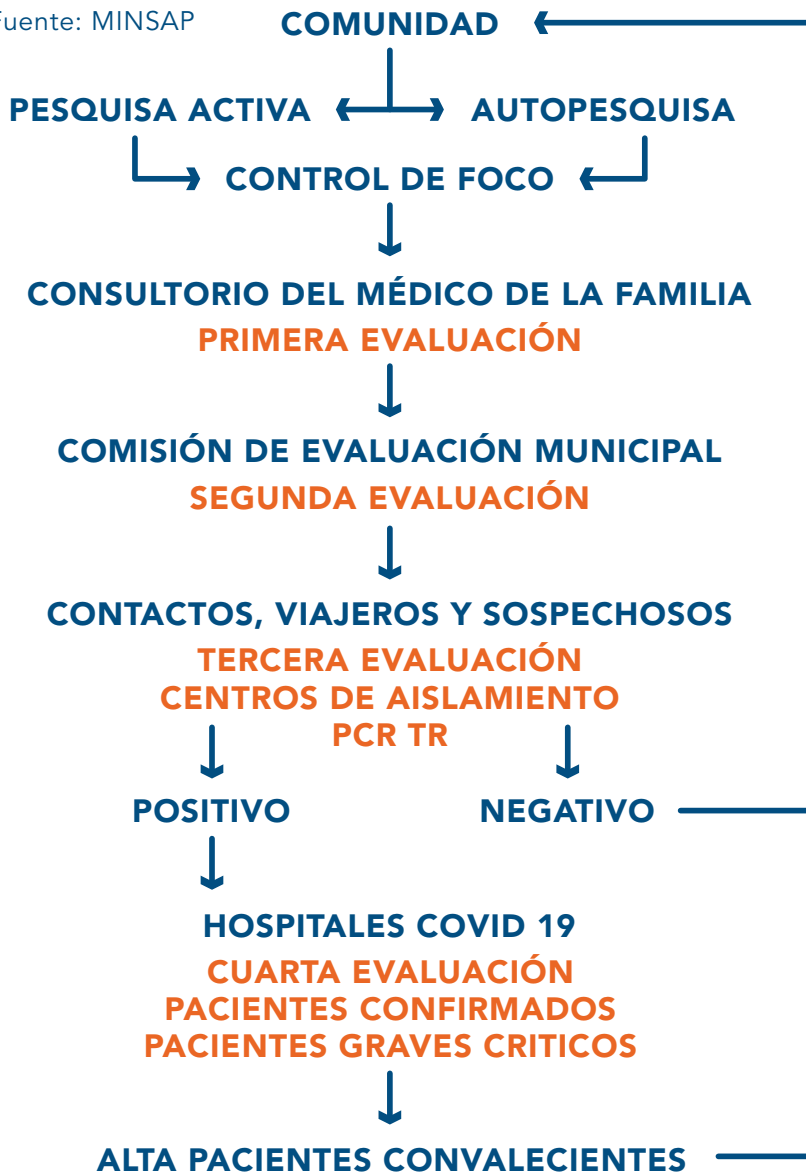 Fuente: MINSAP
COMUNIDAD
PESQUISA ACTIVA
AUTOPESQUISA
CONTROL DE FOCO
CONSULTORIO DEL MÉDICO DE LA FAMILIA
PRIMERA EVALUACIÓN
COMISIÓN DE EVALUACIÓN MUNICIPAL
SEGUNDA EVALUACIÓN
CONTACTOS, VIAJEROS Y SOSPECHOSOS
TERCERA EVALUACIÓN
CENTROS DE AISLAMIENTO
PCR TR
POSITIVO
NEGATIVO
HOSPITALES COVID 19
CUARTA EVALUACIÓN
PACIENTES CONFIRMADOS
PACIENTES GRAVES CRITICOS
ALTA PACIENTES CONVALECIENTES